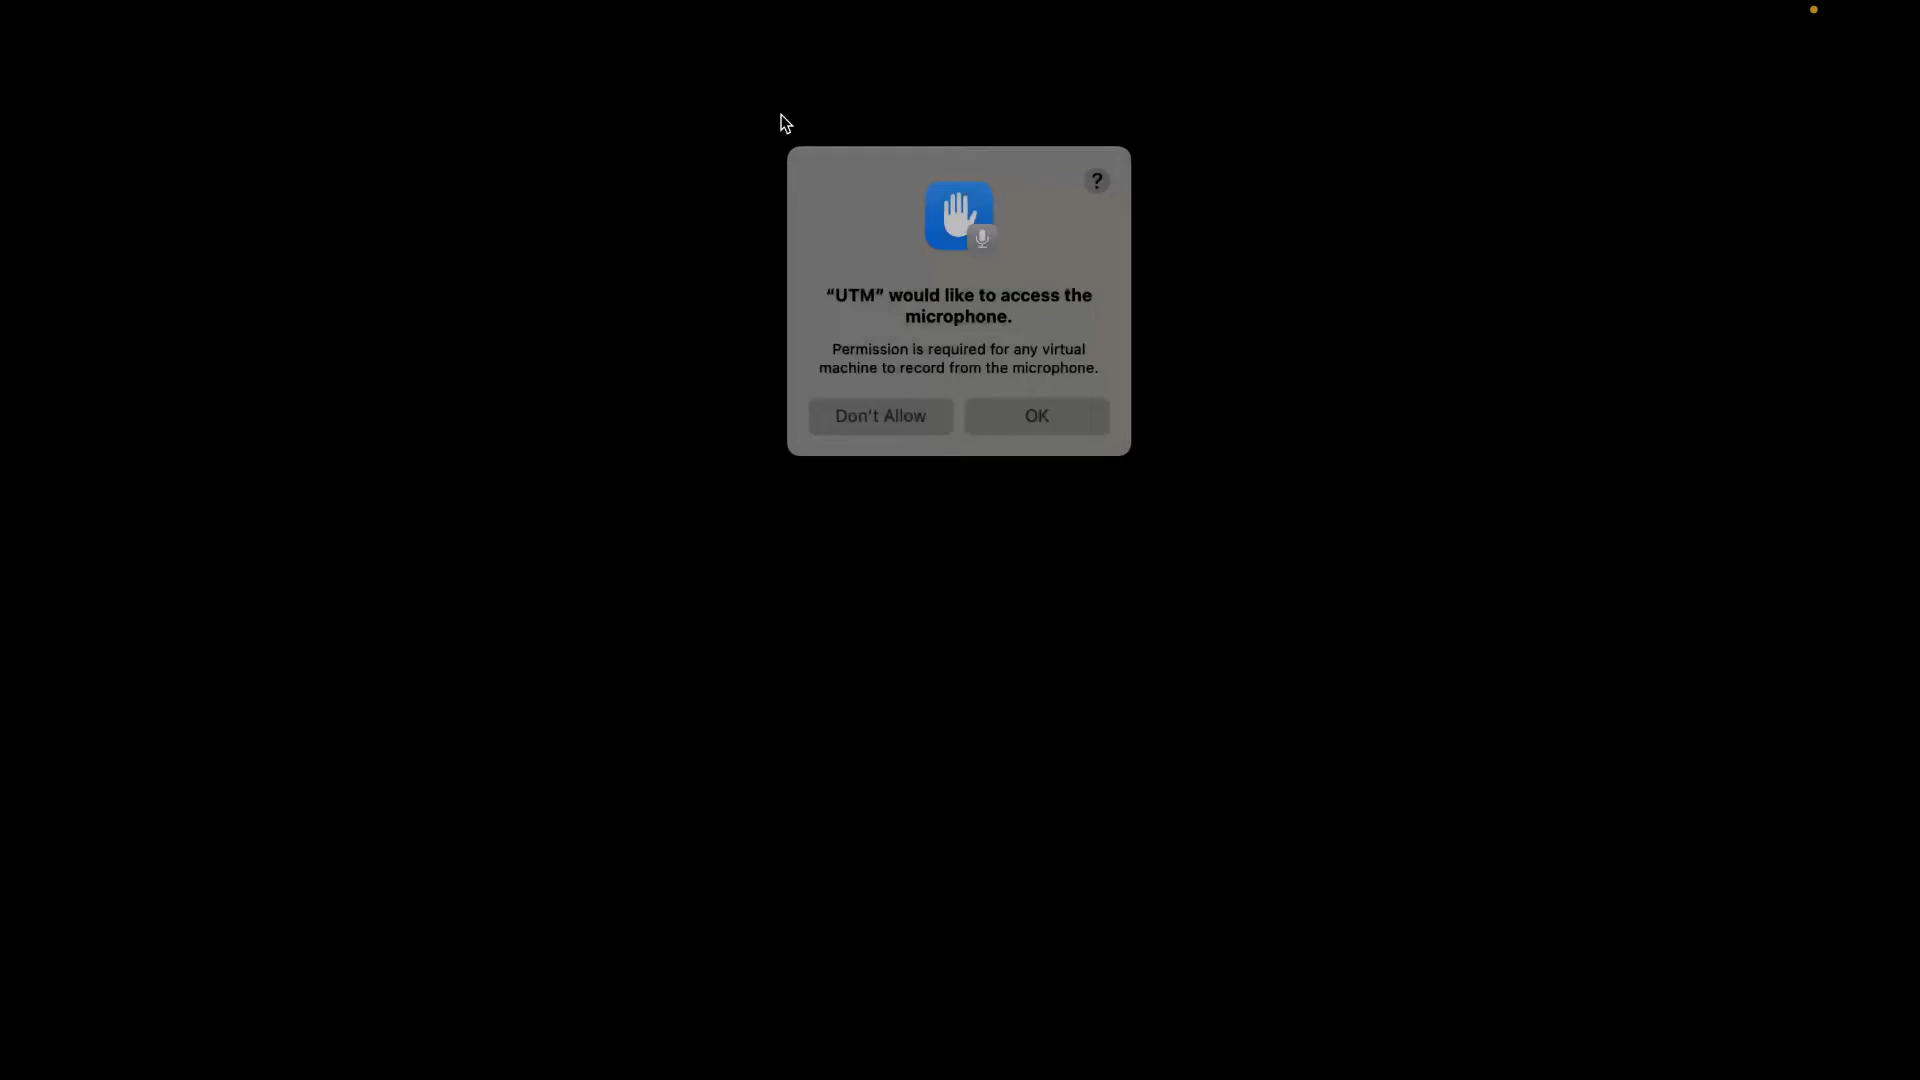 ?
“UTM” would like to access the
microphone.
Permission is required for any virtual
machine to record from the microphone.
Don’t Allow
OK